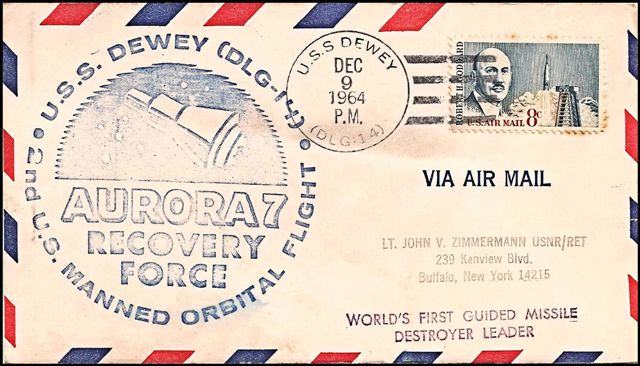 U.S.S. DEWEY (DLG-14)
AURORA 7
RECOVERY
FORCE
• 2nd U.S. MANNED ORBITAL FLIGHT •
U.S.S DEWEY
DEC
9
1964
P.M.
(DLG-14)
ROBERT H. GODDARD
U.S. AIR MAIL 8c
VIA AIR MAIL
LT. JOHN V. ZIMMERMANN USNR/RET
239 Kenview Blvd.
Buffalo, New York 14215
WORLD'S FIRST GUIDED MISSILE
DESTROYER LEADER